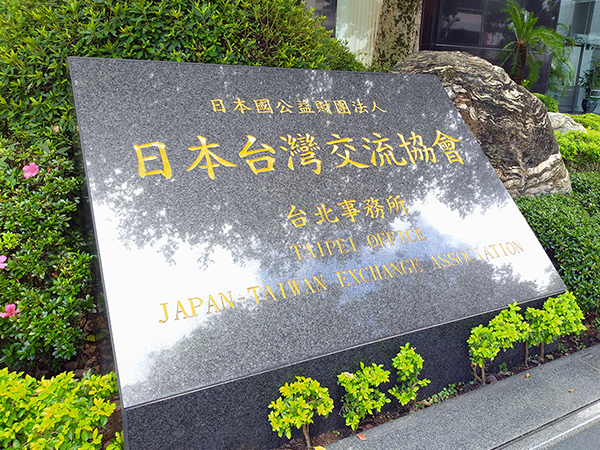 日本國公益財團法人
日本台灣交流協會
台北事務所
TAIPEI OFFICE
JAPAN-TAIWAN EXCHANGE ASSOCIATION